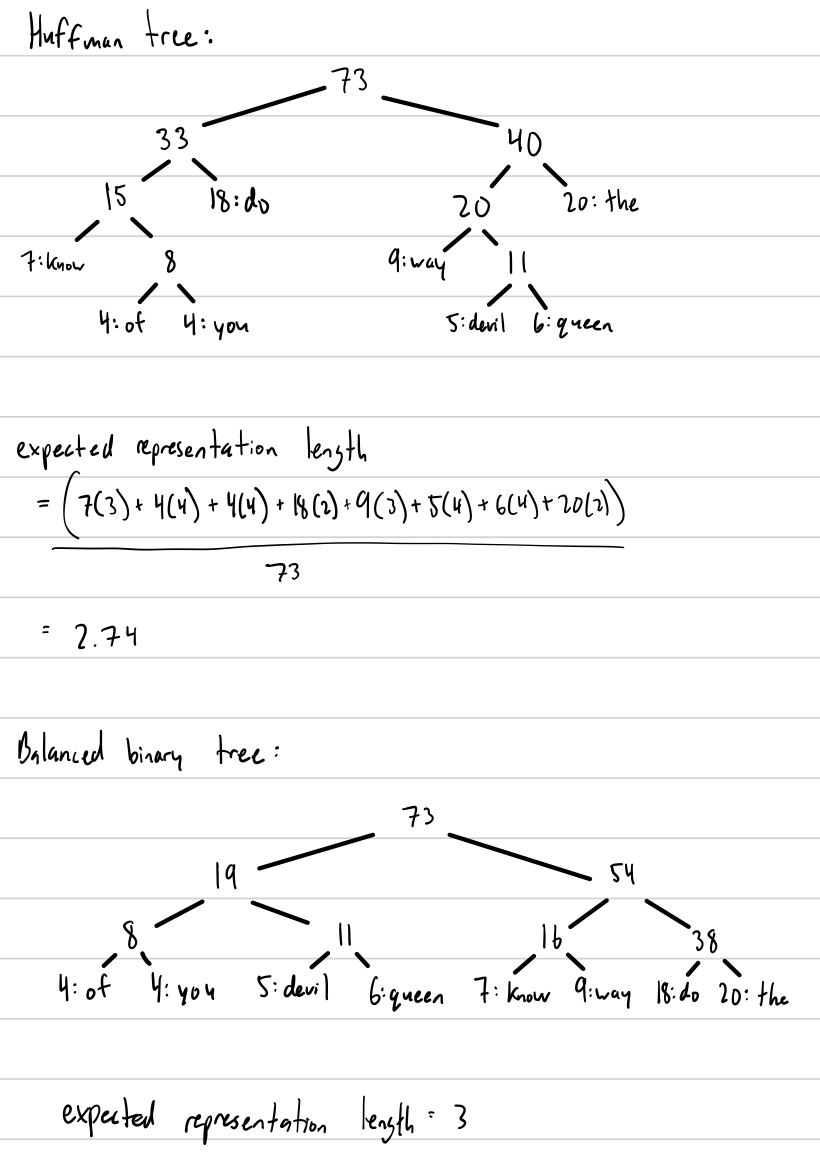 Huffman tree:
73
33 40
15 18:do 20 20: the
7:know 8 9:way 11
4: of 4: you 5:devil 6:queen
expected representation length
= (7(3) + 4(4) + 4(4) + 18(2) + 9(3) + 5(4) + 6(4) + 20(2))
73
= 2.74
Balanced binary tree:
73
19 54
8 11 16 38
4: of 4: you 5: devil 6:queen 7: know 9:way 18:do 20: the
expected representation length = 3